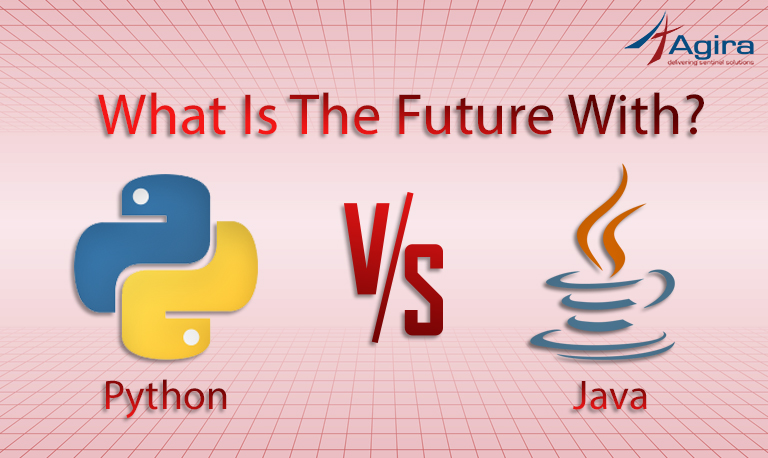 Agira
delivering sentinel solutions
What Is The Future With?
V/S
Python
Java